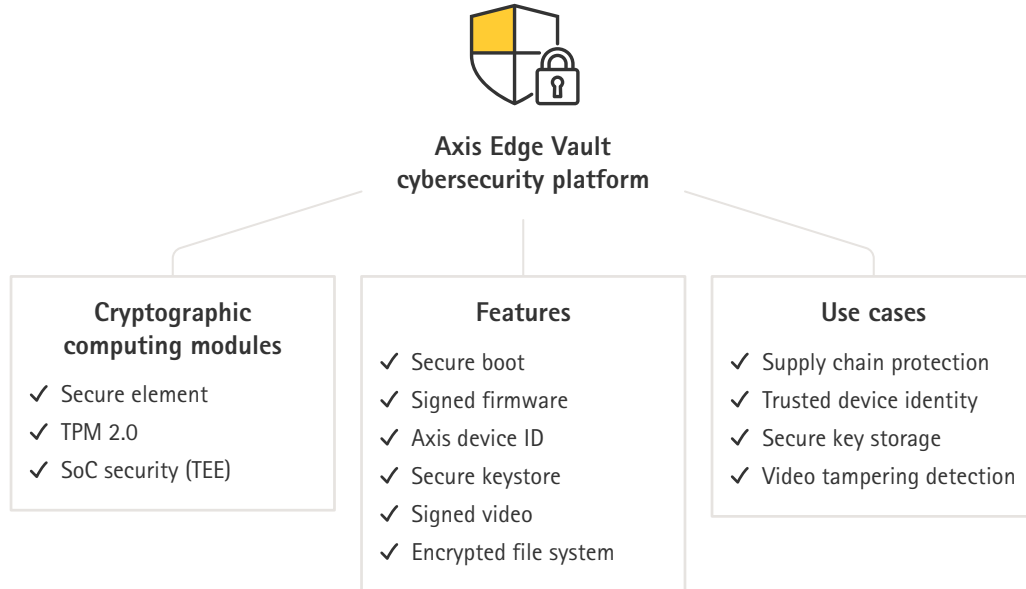 Axis Edge Vault
cybersecurity platform
Cryptographic
computing modules
✓ Secure element
✓ TPM 2.0
✓ SoC security (TEE)
Features
✓ Secure boot
✓ Signed firmware
✓ Axis device ID
✓ Secure keystore
✓ Signed video
✓ Encrypted file system
Use cases
✓ Supply chain protection
✓ Trusted device identity
✓ Secure key storage
✓ Video tampering detection